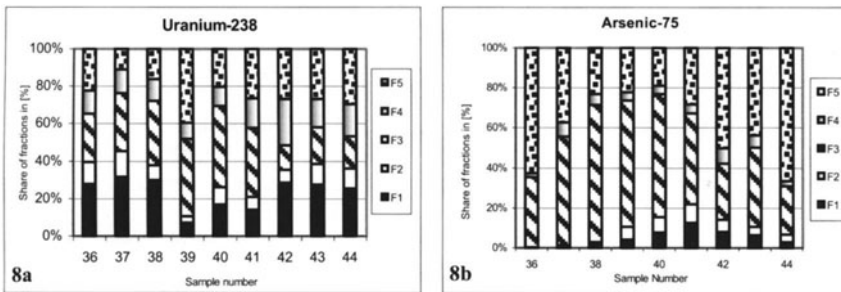 Uranium-238
100%
80%
60%
40%
20%
0%
Share of fractions in [%]
36 37 38 39 40 41 42 43 44
Sample number
F5
F4
F3
F2
F1
8a
Arsenic-75
100%
80%
60%
40%
20%
0%
Share of fractions in [%]
36 38 40 42 44
Sample Number
F5
F4
F3
F2
F1
8b